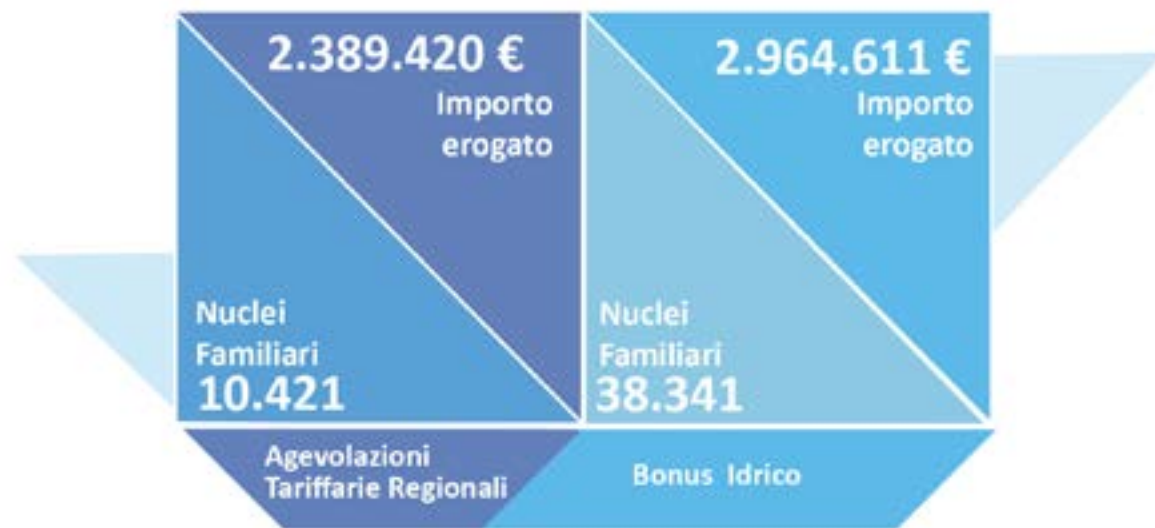 2.389.420 €
Importo
erogato
Nuclei
Familiari
10.421
Agevolazioni
Tariffarie Regionali
2.964.611 €
Importo
erogato
Nuclei
Familiari
38.341
Bonus Idrico